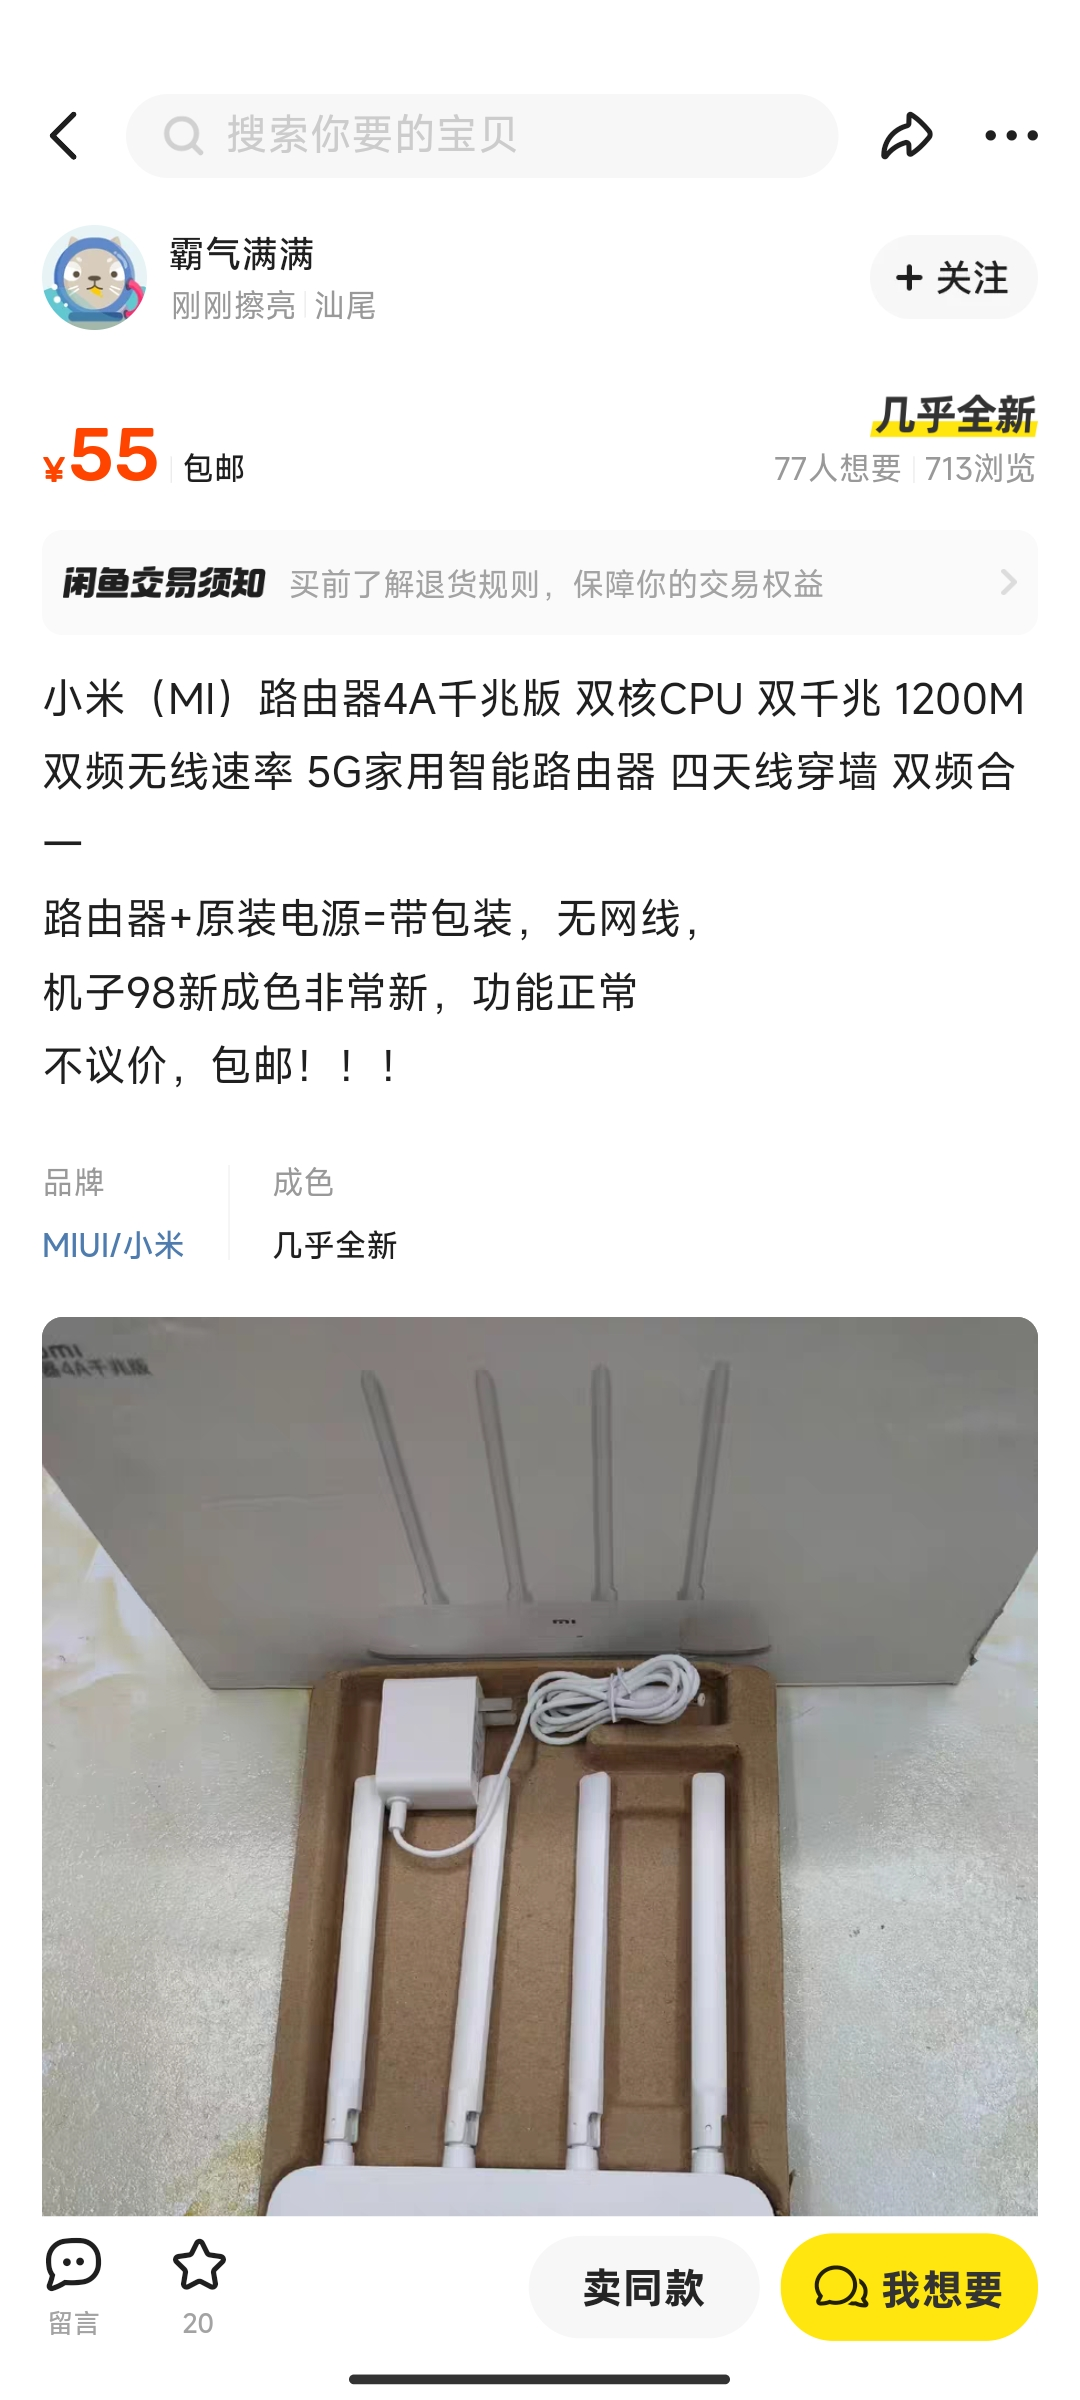 搜索你要的宝贝
霸气满满
刚刚擦亮 汕尾
+ 关注
几乎全新
¥55 包邮
77人想要 713浏览
闲鱼交易须知 买前了解退货规则，保障你的交易权益
小米（MI）路由器4A千兆版 双核CPU 双千兆 1200M
双频无线速率 5G家用智能路由器 四天线穿墙 双频合
一
路由器+原装电源=带包装，无网线，
机子98新成色非常新，功能正常
不议价，包邮！！！
品牌 成色
MIUI/小米 几乎全新
mi
器4A千兆版
mi
留言
20
卖同款
我想要